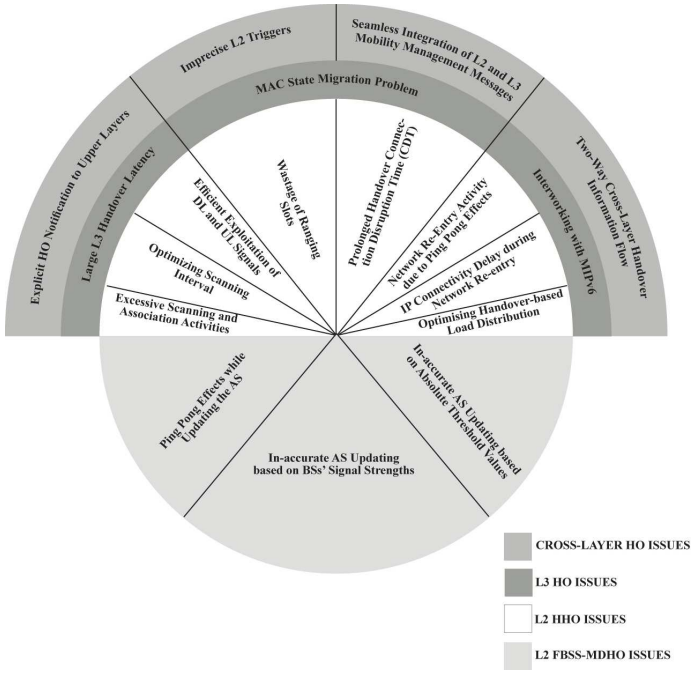 Explicit HO Notification to Upper Layers
Imprecise L2 Triggers
Seamless Integration of L2 and L3
Mobility Management Messages
Two-Way Cross-Layer Handover
Information Flow
Large L3 Handover Latency
MAC State Migration Problem
Interworking with MIPv6
Excessive Scanning and
Association Activities
Optimizing Scanning
Interval
Efficient Exploitation of
DL and UL Signals
Wastage of Ranging
Slots
Prolonged Handover Connec-
tion Disruption Time (CDT)
Network Re-Entry Activity
due to Ping Pong Effects
IP Connectivity Delay during
Network Re-entry
Optimising Handover-based
Load Distribution
Ping Pong Effects while
Updating the AS
In-accurate AS Updating
based on BSs' Signal Strengths
In-accurate AS Updating based
on Absolute Threshold Values
CROSS-LAYER HO ISSUES
L3 HO ISSUES
L2 HHO ISSUES
L2 FBSS-MDHO ISSUES